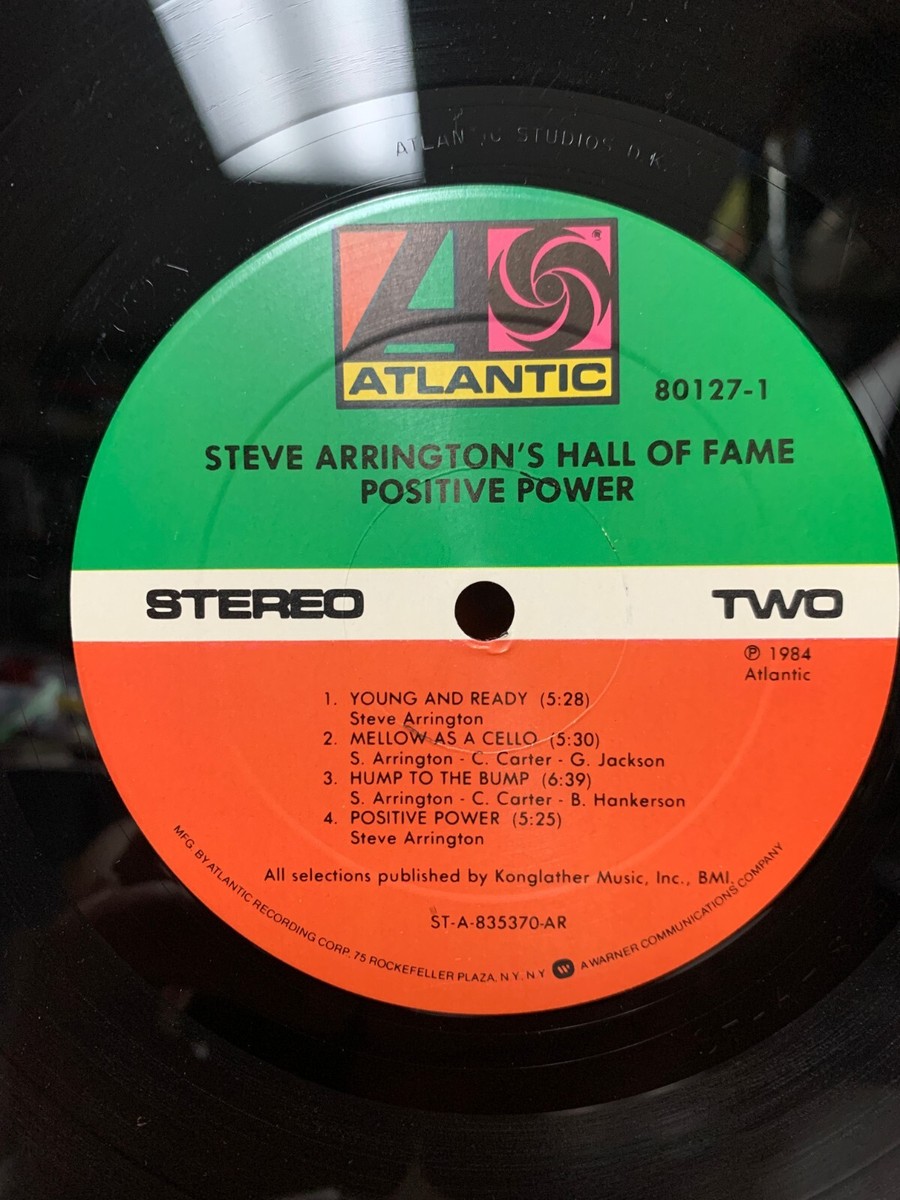 ATLANTIC STUDIOS DK
®
ATLANTIC
80127-1
STEVE ARRINGTON'S HALL OF FAME
POSITIVE POWER
STEREO
TWO
℗ 1984
Atlantic
1. YOUNG AND READY (5:28)
Steve Arrington
2. MELLOW AS A CELLO (5:30)
S. Arrington - C. Carter - G. Jackson
3. HUMP TO THE BUMP (6:39)
S. Arrington - C. Carter - B. Hankerson
4. POSITIVE POWER (5:25)
Steve Arrington
All selections published by Konglather Music, Inc., BMI.
ST-A-835370-AR
MFG. BY ATLANTIC RECORDING CORP. 75 ROCKEFELLER PLAZA, N.Y. N.Y. A WARNER COMMUNICATIONS COMPANY